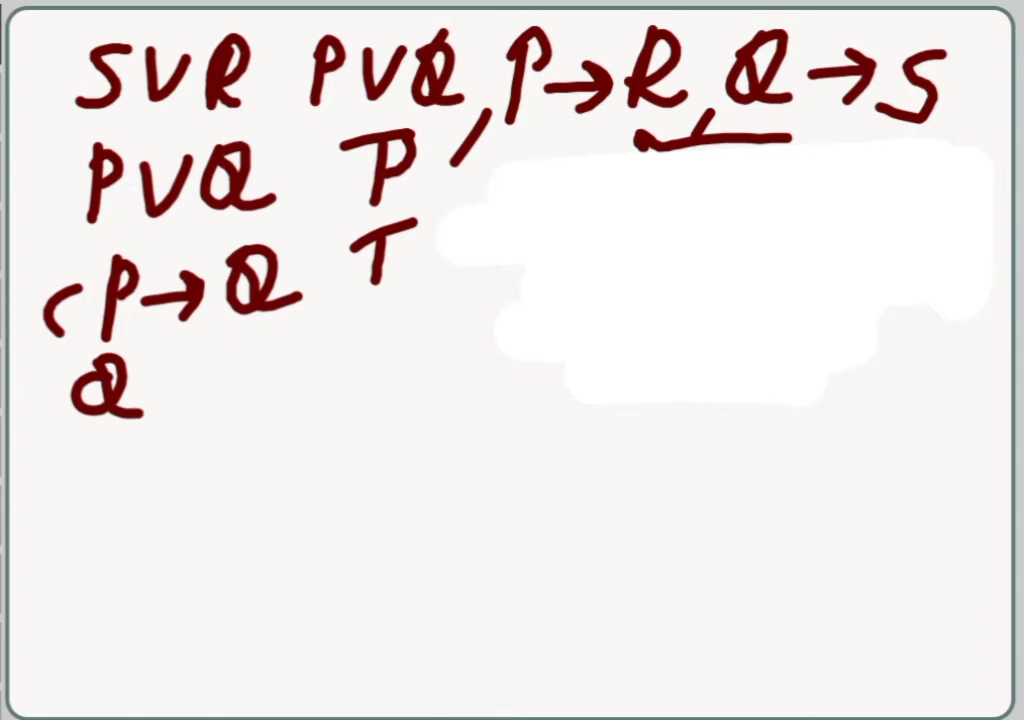 SVR PVQ, P→R, Q→S
PVQ P
(P→Q T
Q